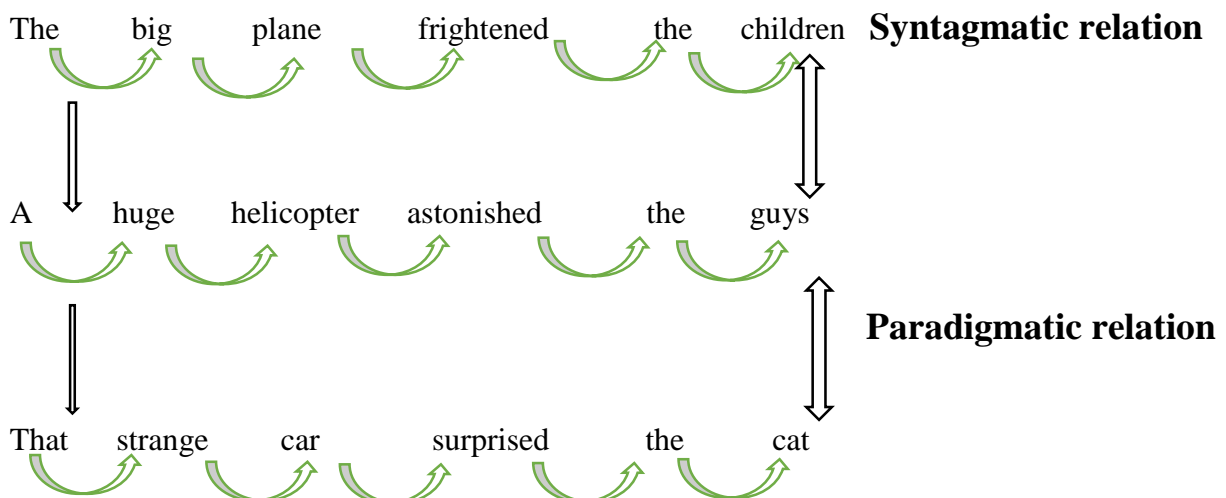 The big plane frightened the children Syntagmatic relation
A huge helicopter astonished the guys
Paradigmatic relation
That strange car surprised the cat